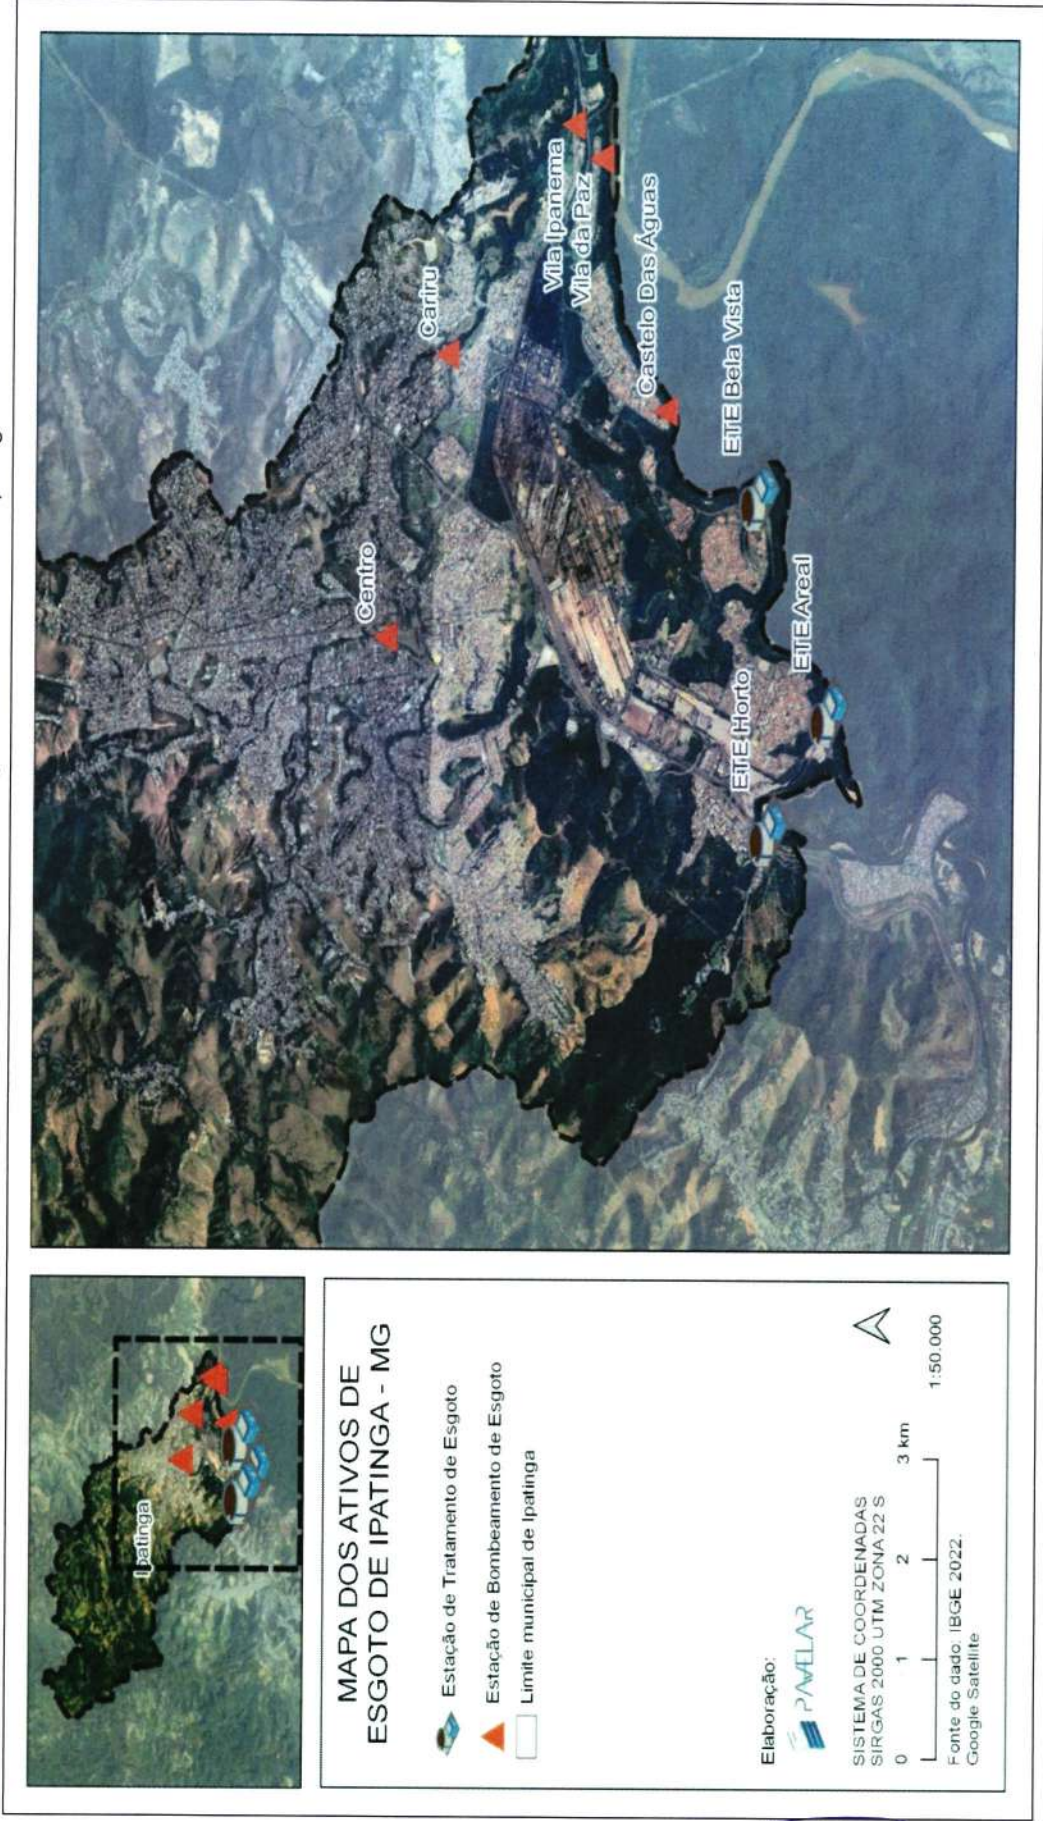 Ipatinga
MAPA DOS ATIVOS DE
ESGOTO DE IPATINGA - MG
Estação de Tratamento de Esgoto
Estação de Bombeamento de Esgoto
Limite municipal de Ipatinga
Elaboração:
PAVELAR
SISTEMA DE COORDENADAS
SIRGAS 2000 UTM ZONA 22 S
0 1 2 3 km
1:50.000
Fonte do dado: IBGE 2022.
Google Satellite
Centro
Cariru
Vila Ipanema
Vila da Paz
Castelo Das Águas
ETE Bela Vista
ETE Areal
ETE Horto